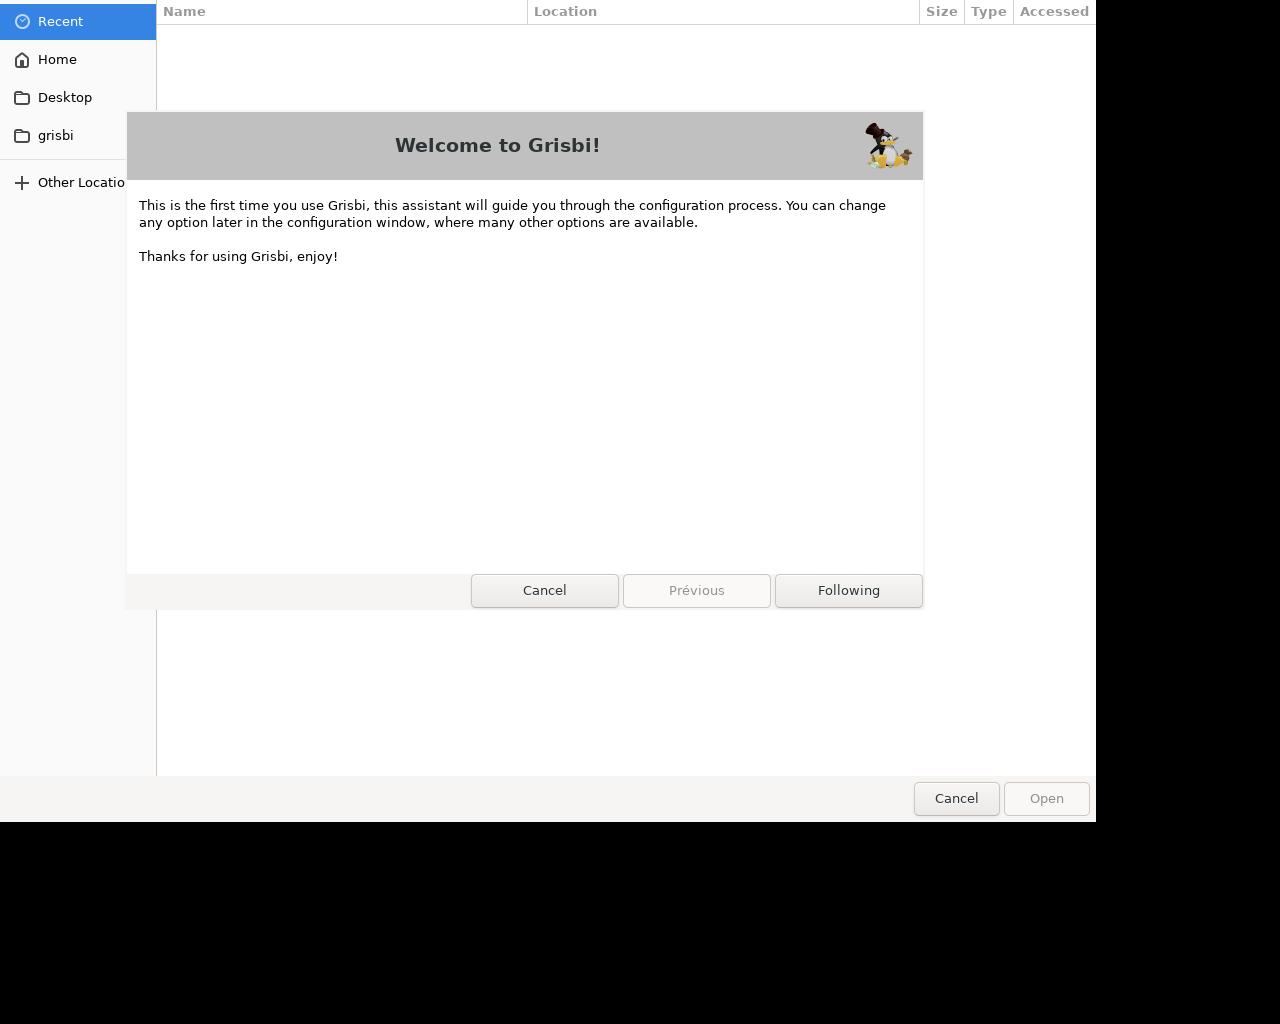 Name
Location
Size
Type
Accessed
Recent
Home
Desktop
grisbi
Other Locatio
Welcome to Grisbi!
This is the first time you use Grisbi, this assistant will guide you through the configuration process. You can change
any option later in the configuration window, where many other options are available.
Thanks for using Grisbi, enjoy!
Cancel
Prévious
Following
Cancel
Open